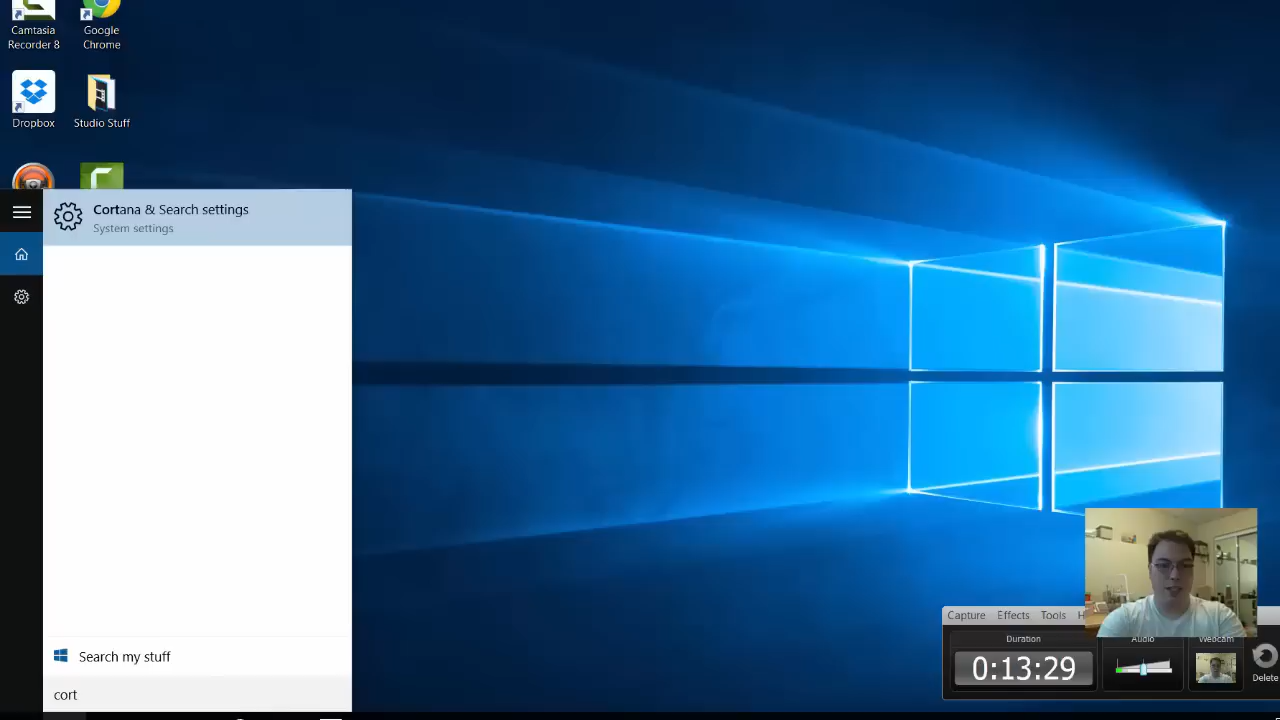 Camtasia
Recorder 8
Google
Chrome
Dropbox
Studio Stuff
Cortana & Search settings
System settings
Search my stuff
cort
Capture Effects Tools H
Duration Audio Webcam
0:13:29
Delete